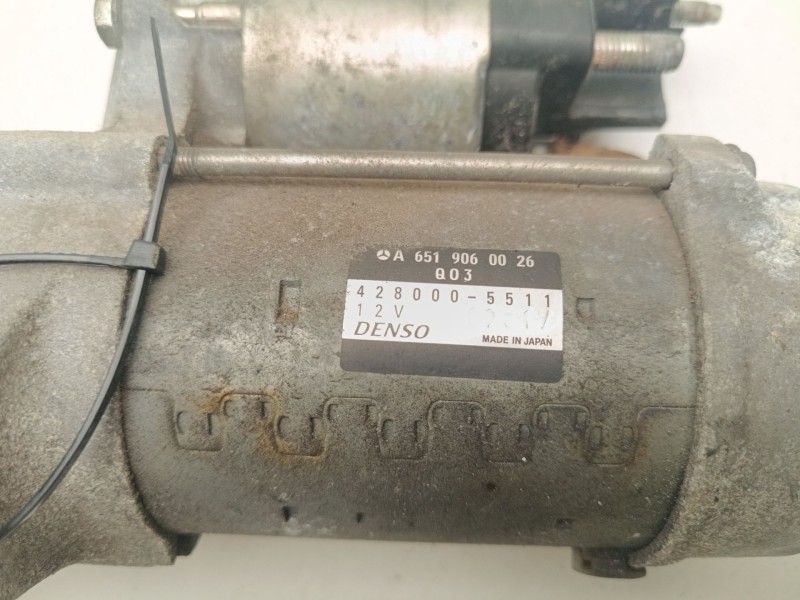 A 651 906 00 26
Q03
428000-5511
12V
DENSO MADE IN JAPAN